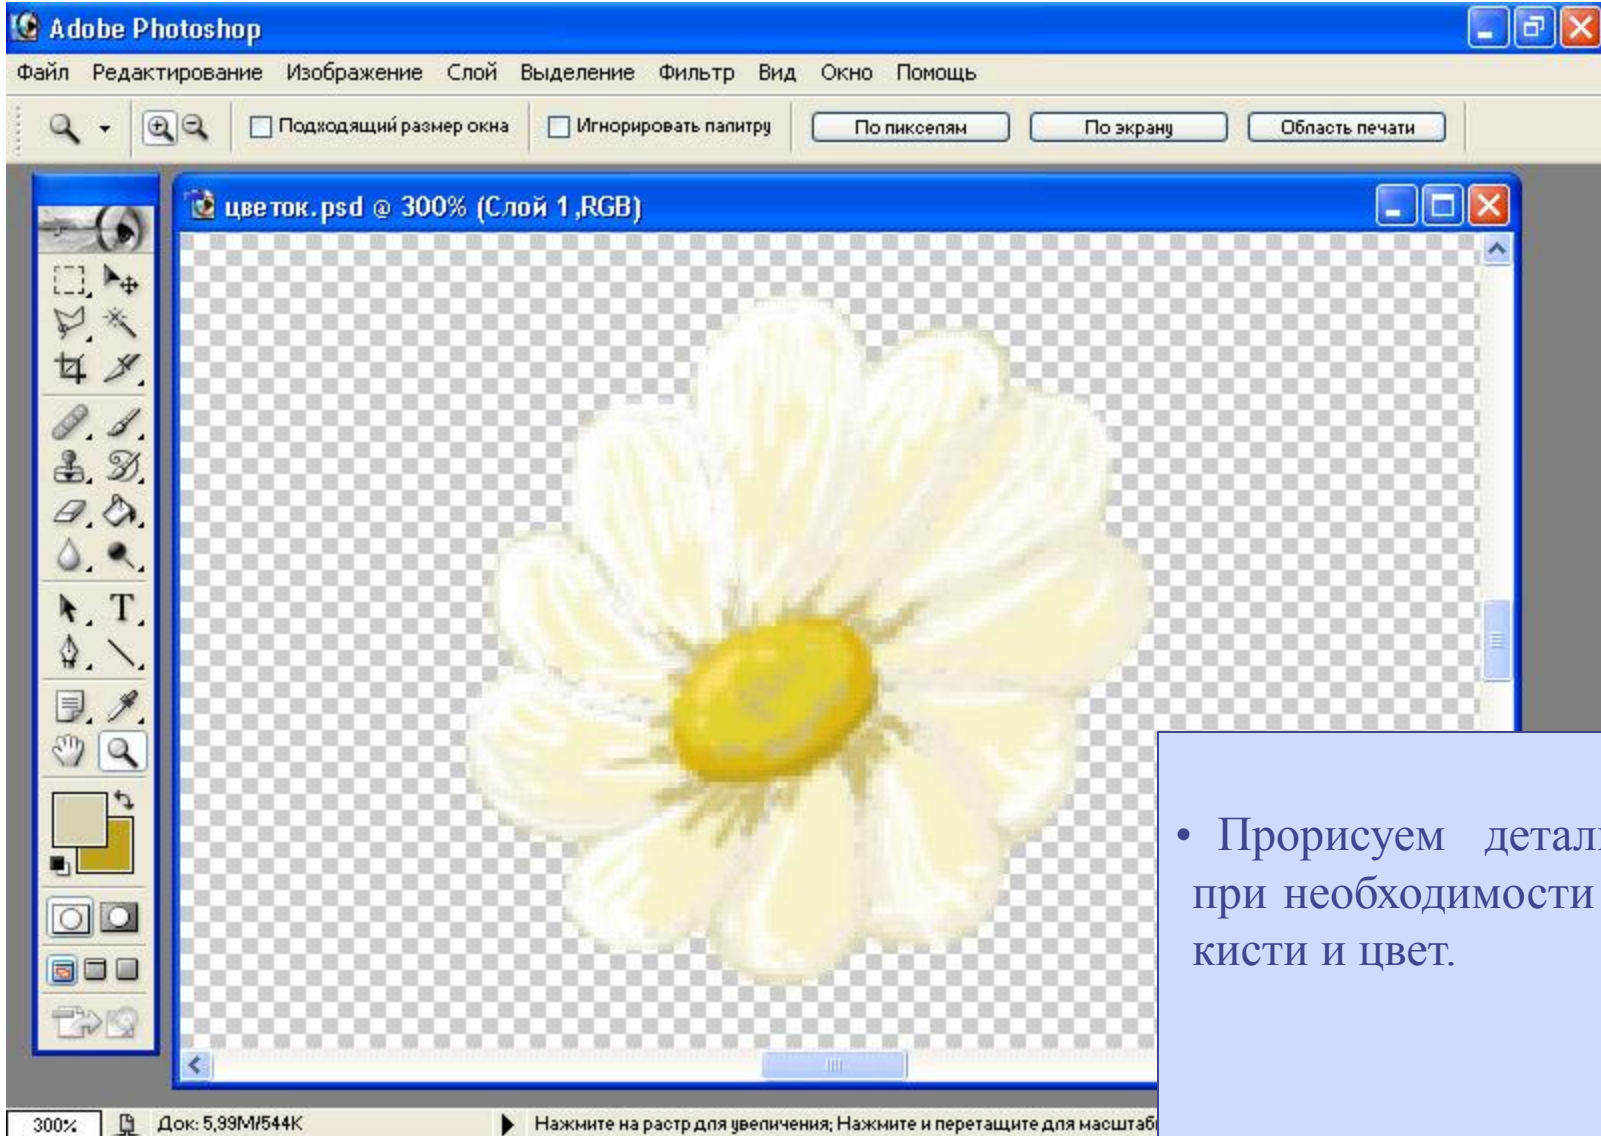 Adobe Photoshop
Файл Редактирование Изображение Слой Выделение Фильтр Вид Окно Помощь
Подходящий размер окна Игнорировать палитру По пикселям По экрану Область печати
цветок.psd @ 300% (Слой 1,RGB)
• Прорисуем детал
при необходимости
кисти и цвет.
300% Док: 5,99M/544K Нажмите на растр для увеличения; Нажмите и перетащите для масштаб